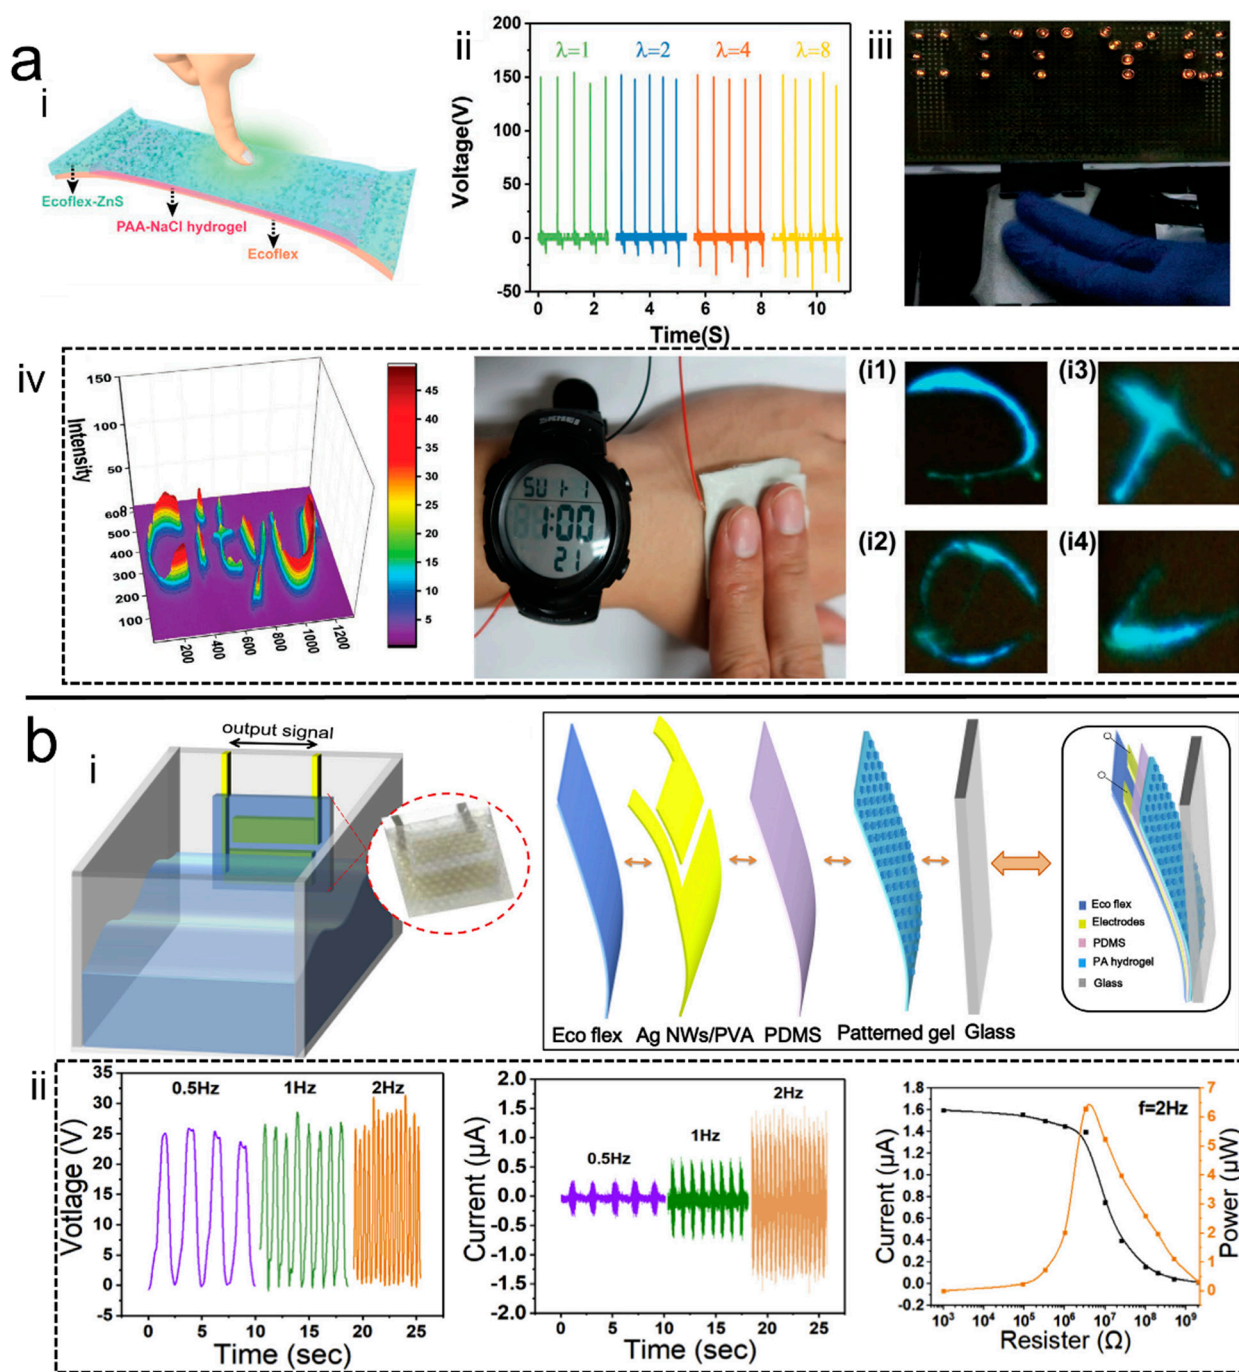 a
i
Ecoflex-ZnS
PAA-NaCl hydrogel
Ecoflex
ii
200
150
100
50
0
-50
Voltage(V)
λ=1
λ=2
λ=4
λ=8
0
2
4
6
8
10
Time(S)
iii
iv
150
100
50
0
Intensity
600
500
400
300
200
100
200
400
600
800
1000
1200
CityU
45
40
35
30
25
20
15
10
5
SKMEI
SU 1-1
1:00
21
(i1)
(i3)
(i2)
(i4)
b
i
output signal
Eco flex
Ag NWs/PVA
PDMS
Patterned gel
Glass
Eco flex
Electrodes
PDMS
PA hydrogel
Glass
ii
35
30
25
20
15
10
5
0
-5
Votlage (V)
0.5Hz
1Hz
2Hz
0
5
10
15
20
25
Time (sec)
2.0
1.5
1.0
0.5
0.0
-0.5
-1.0
-1.5
-2.0
Current (μA)
0.5Hz
1Hz
2Hz
0
5
10
15
20
25
Time (sec)
1.8
1.6
1.4
1.2
1.0
0.8
0.6
0.4
0.2
0.0
-0.2
Current (μA)
f=2Hz
7
6
5
4
3
2
1
0
Power (μW)
10³
10⁴
10⁵
10⁶
10⁷
10⁸
10⁹
Resister (Ω)